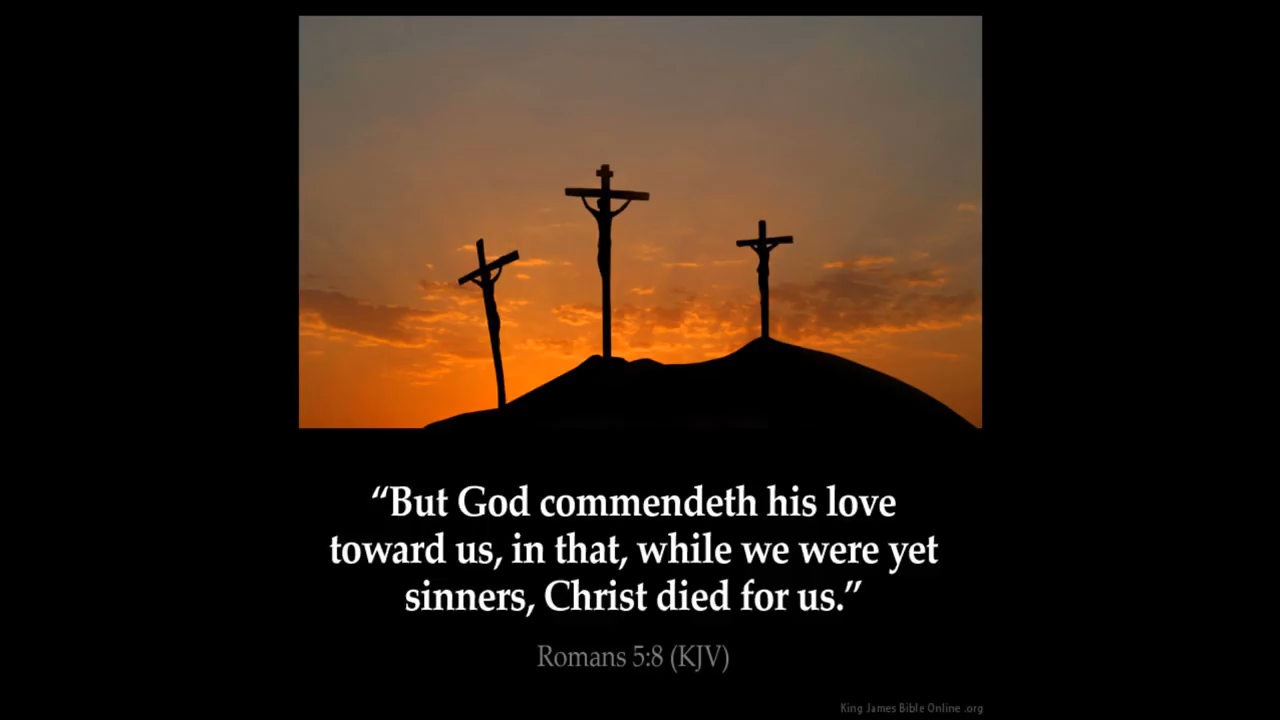 “But God commendeth his love
toward us, in that, while we were yet
sinners, Christ died for us.”
Romans 5:8 (KJV)
King James Bible Online .org